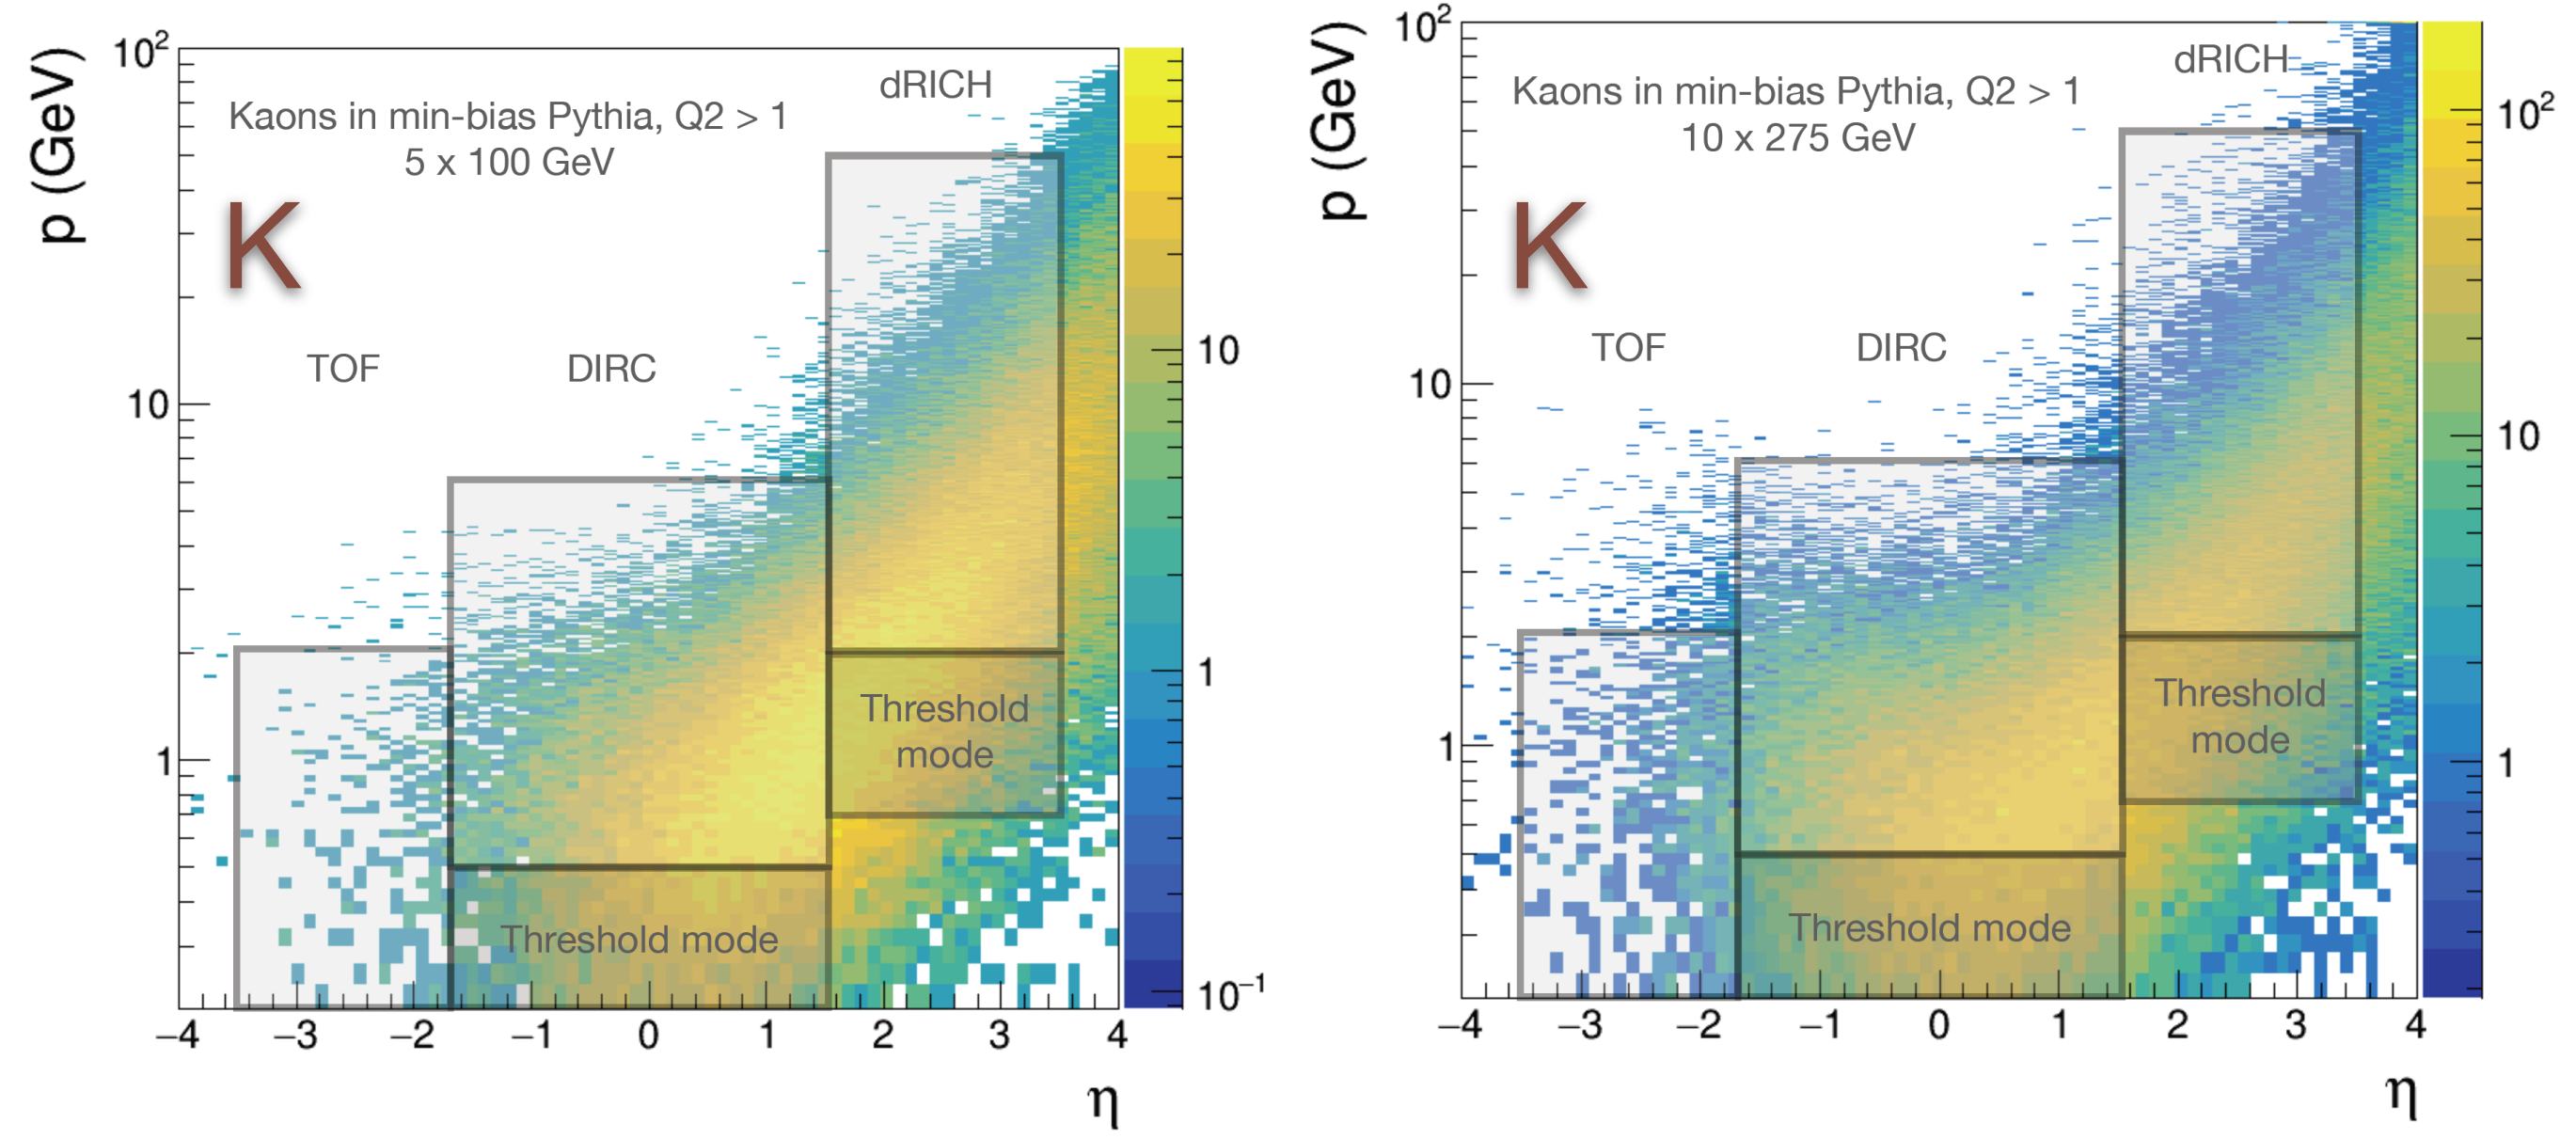 p (GeV)
10²
10
1
Kaons in min-bias Pythia, Q2 > 1
5 x 100 GeV
K
TOF
DIRC
dRICH
Threshold
mode
Threshold mode
−4 −3 −2 −1 0 1 2 3 4
η
10
1
10⁻¹
p (GeV)
10²
10
1
Kaons in min-bias Pythia, Q2 > 1
10 x 275 GeV
K
TOF
DIRC
dRICH
Threshold
mode
Threshold mode
−4 −3 −2 −1 0 1 2 3 4
η
10²
10
1